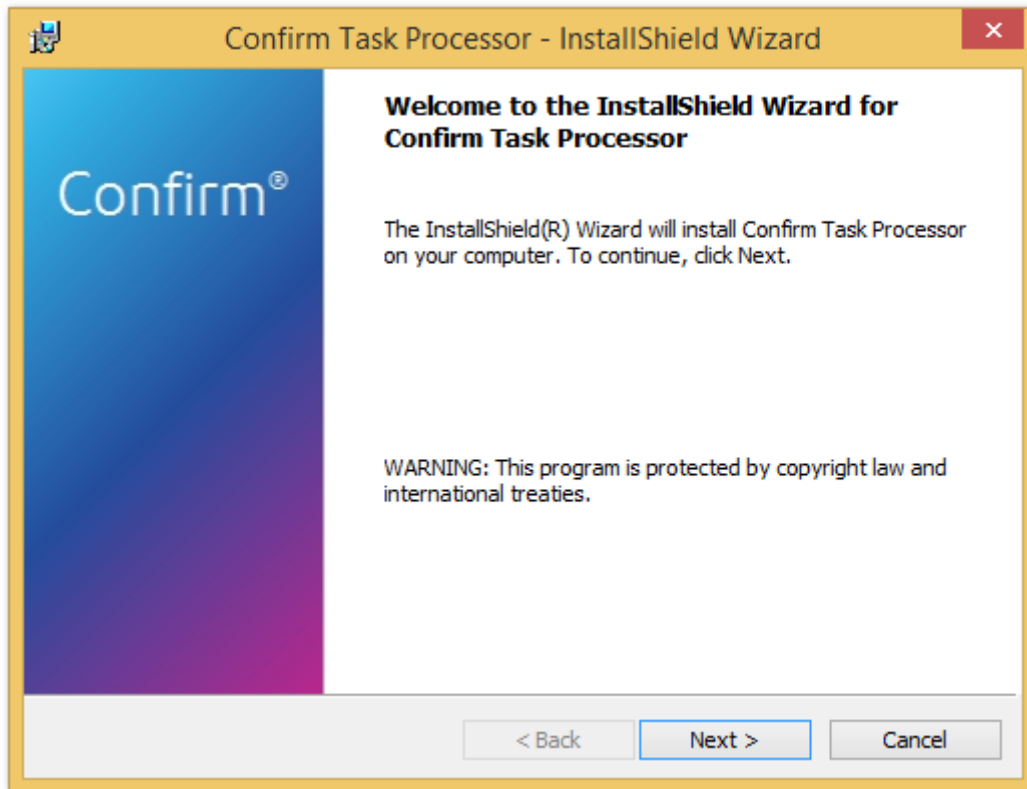 Confirm Task Processor - InstallShield Wizard
Confirm®
Welcome to the InstallShield Wizard for
Confirm Task Processor
The InstallShield(R) Wizard will install Confirm Task Processor
on your computer. To continue, click Next.
WARNING: This program is protected by copyright law and
international treaties.
< Back
Next >
Cancel